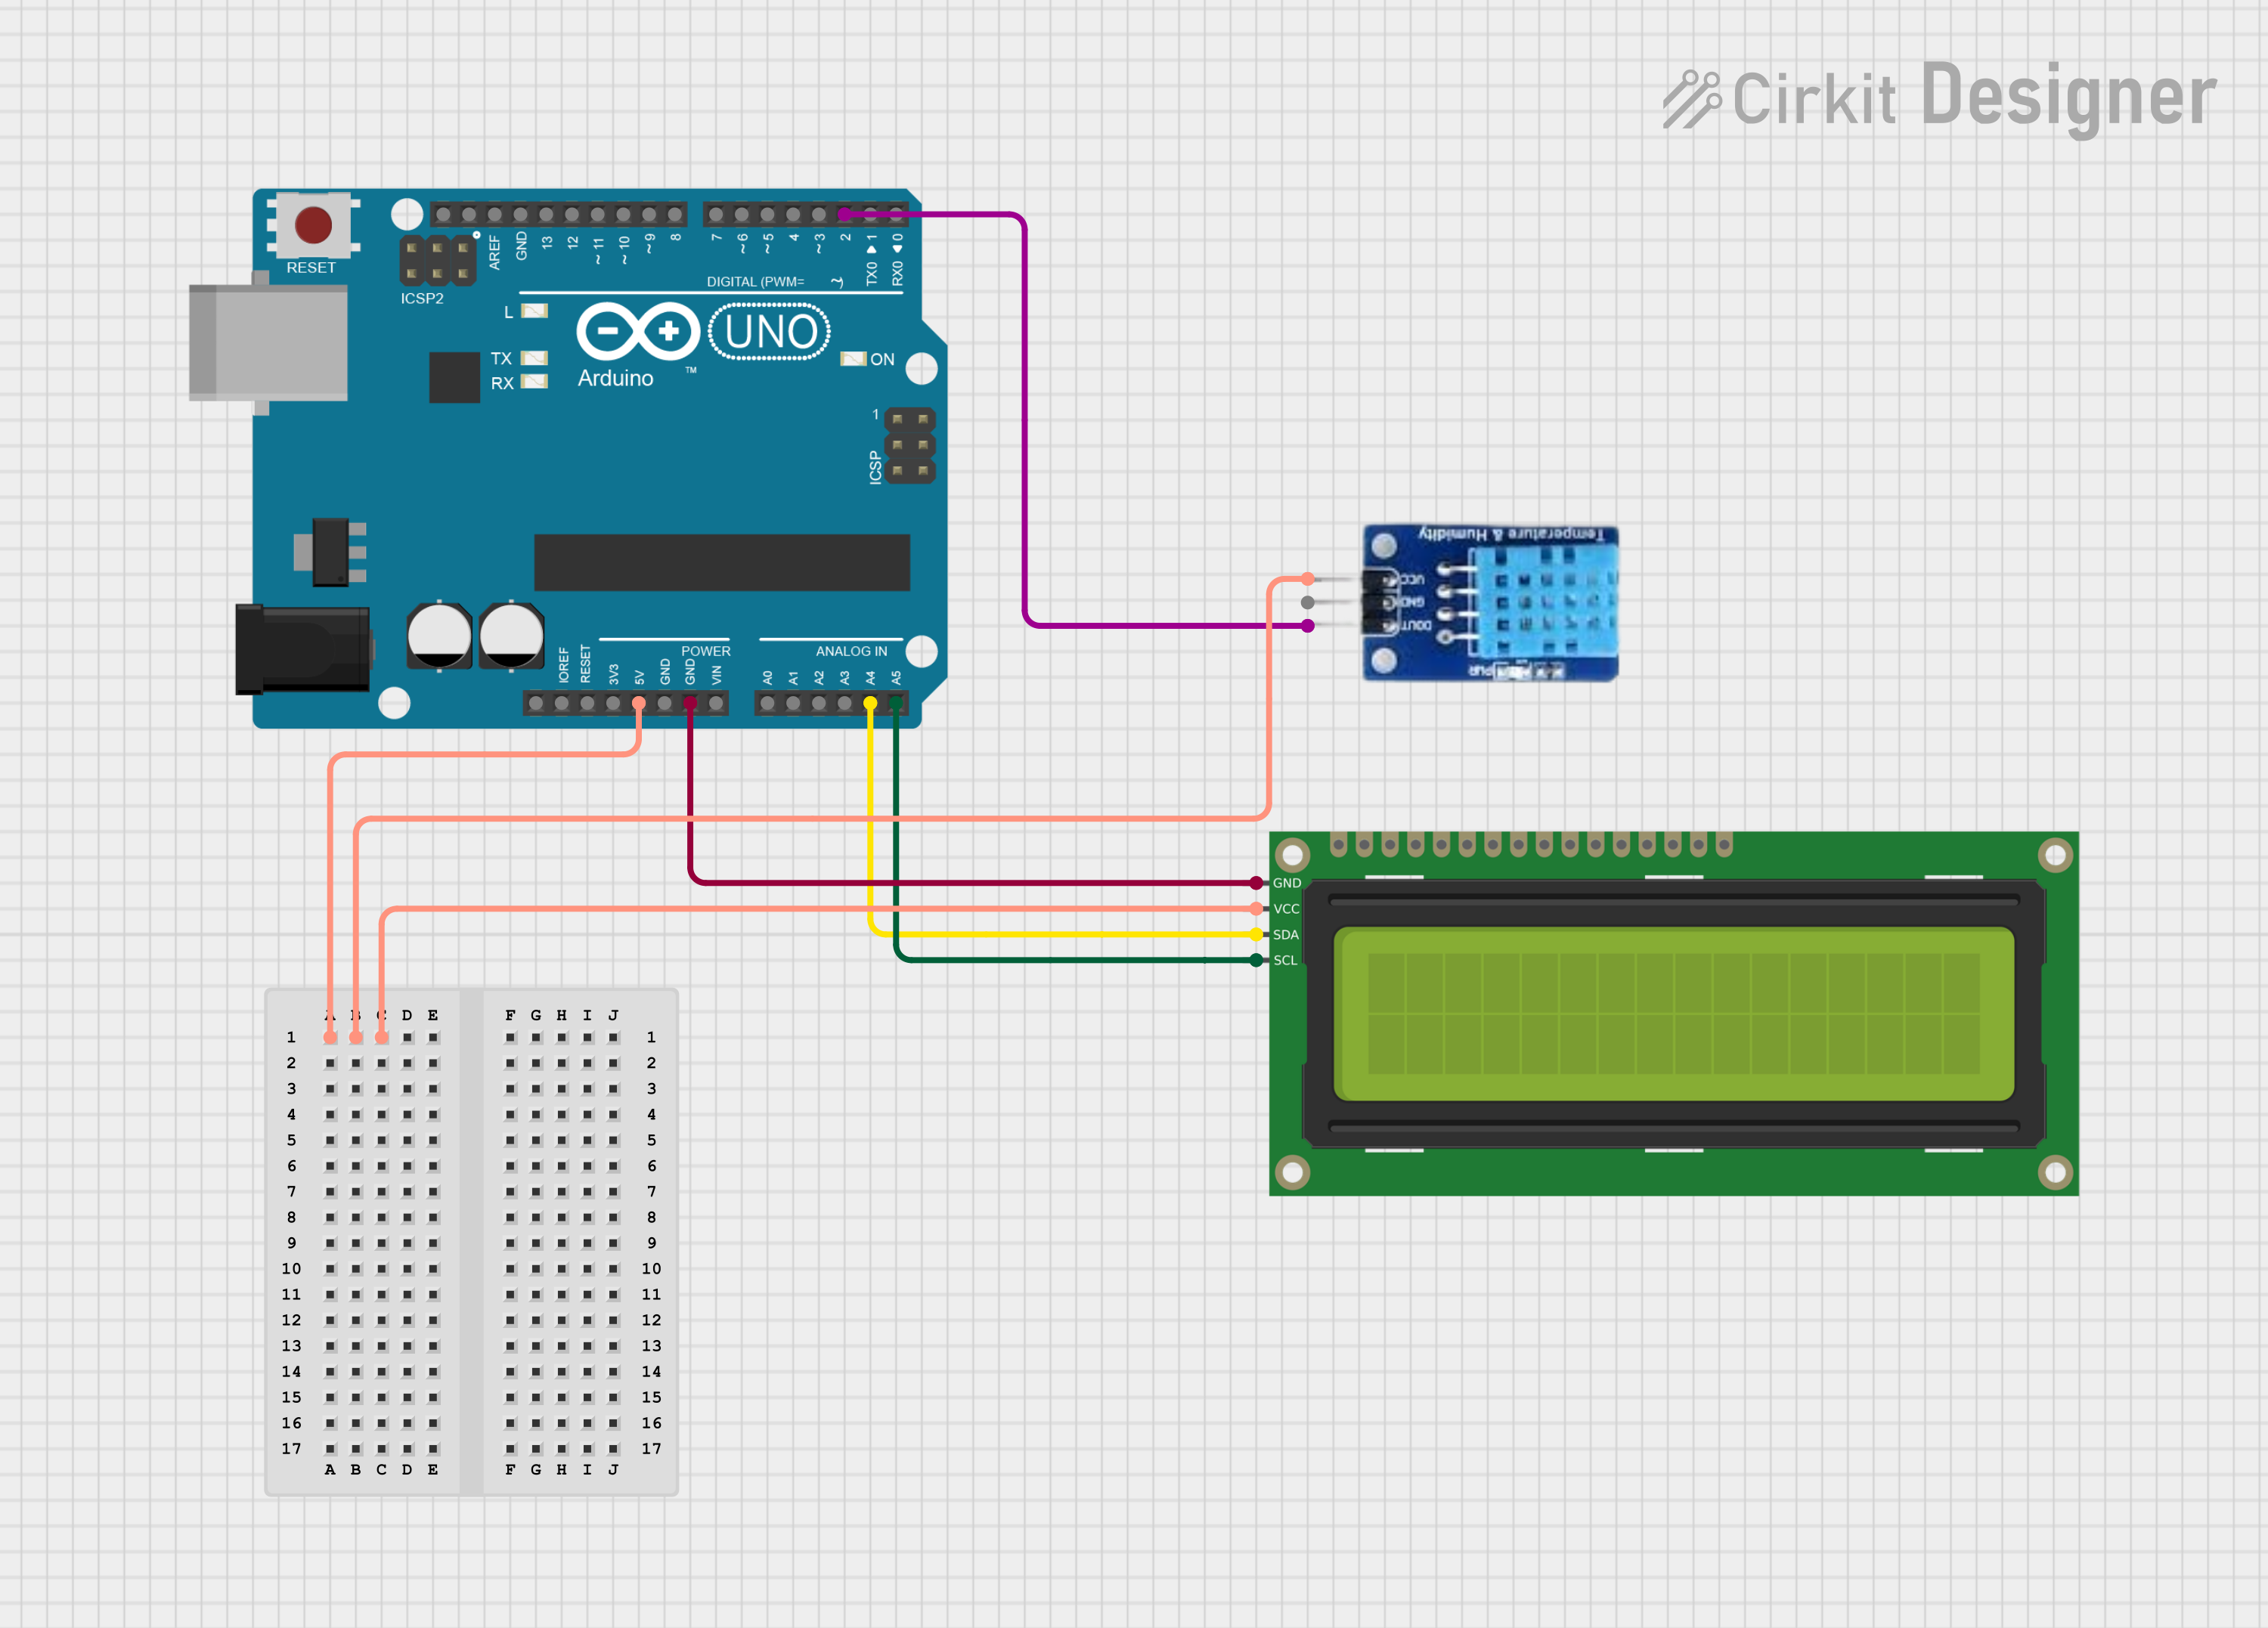 Cirkit Designer
RESET
ICSP2
AREF
GND
13
12
~11
~10
~9
8
7
~6
~5
4
~3
2
TX0 1
RX0 0
DIGITAL (PWM= ~)
L
TX
RX
Arduino ™
UNO
ON
1
ICSP
IOREF
RESET
3V3
5V
GND
GND
VIN
POWER
A0
A1
A2
A3
A4
A5
ANALOG IN
Temperature & Humidity
VCC
GND
DOUT
PWR
GND
VCC
SDA
SCL
A B C D E F G H I J
1 1
2 2
3 3
4 4
5 5
6 6
7 7
8 8
9 9
10 10
11 11
12 12
13 13
14 14
15 15
16 16
17 17
A B C D E F G H I J